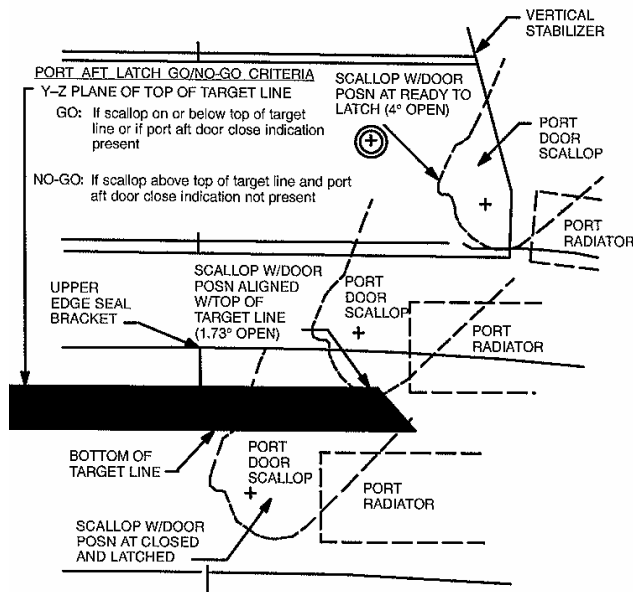 VERTICAL
STABILIZER
PORT AFT LATCH GO/NO-GO CRITERIA
Y–Z PLANE OF TOP OF TARGET LINE
GO: If scallop on or below top of target
line or if port aft door close indication
present
NO-GO: If scallop above top of target line and port
aft door close indication not present
SCALLOP W/DOOR
POSN AT READY TO
LATCH (4° OPEN)
PORT
DOOR
SCALLOP
PORT
RADIATOR
SCALLOP W/DOOR
POSN ALIGNED
W/TOP OF
TARGET LINE
(1.73° OPEN)
PORT
DOOR
SCALLOP
UPPER
EDGE SEAL
BRACKET
PORT
RADIATOR
BOTTOM OF
TARGET LINE
PORT
DOOR
SCALLOP
PORT
RADIATOR
SCALLOP W/DOOR
POSN AT CLOSED
AND LATCHED